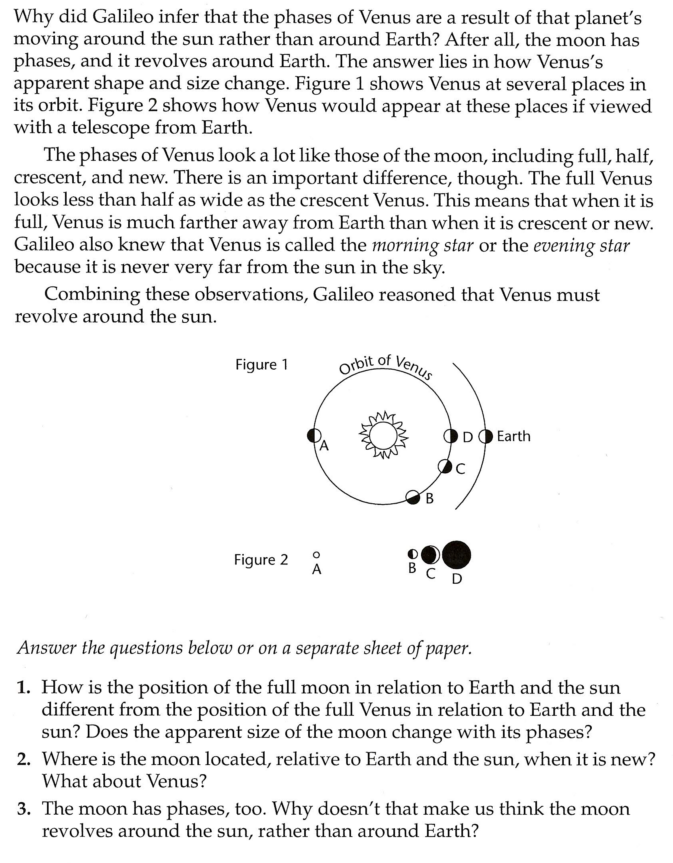 Why did Galileo infer that the phases of Venus are a result of that planet's
moving around the sun rather than around Earth? After all, the moon has
phases, and it revolves around Earth. The answer lies in how Venus's
apparent shape and size change. Figure 1 shows Venus at several places in
its orbit. Figure 2 shows how Venus would appear at these places if viewed
with a telescope from Earth.
The phases of Venus look a lot like those of the moon, including full, half,
crescent, and new. There is an important difference, though. The full Venus
looks less than half as wide as the crescent Venus. This means that when it is
full, Venus is much farther away from Earth than when it is crescent or new.
Galileo also knew that Venus is called the morning star or the evening star
because it is never very far from the sun in the sky.
Combining these observations, Galileo reasoned that Venus must
revolve around the sun.
Figure 1
Orbit of Venus
A
D
Earth
C
B
Figure 2
A
B
C
D
Answer the questions below or on a separate sheet of paper.
1. How is the position of the full moon in relation to Earth and the sun
different from the position of the full Venus in relation to Earth and the
sun? Does the apparent size of the moon change with its phases?
2. Where is the moon located, relative to Earth and the sun, when it is new?
What about Venus?
3. The moon has phases, too. Why doesn't that make us think the moon
revolves around the sun, rather than around Earth?